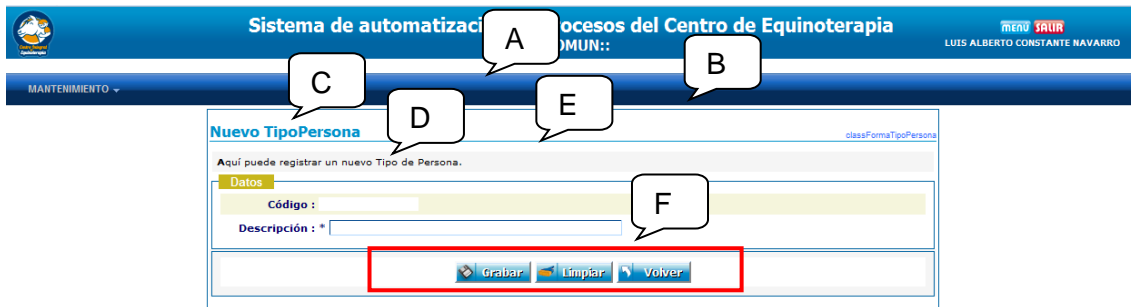 Sistema de automatizaci ocesos del Centro de Equinoterapia
OMUN::
MENU SALIR
LUIS ALBERTO CONSTANTE NAVARRO
A
B
MANTENIMIENTO
C
D
E
Nuevo TipoPersona
classFormaTipoPersona
Aquí puede registrar un nuevo Tipo de Persona.
Datos
Código :
F
Descripción : *
Grabar Limpiar Volver